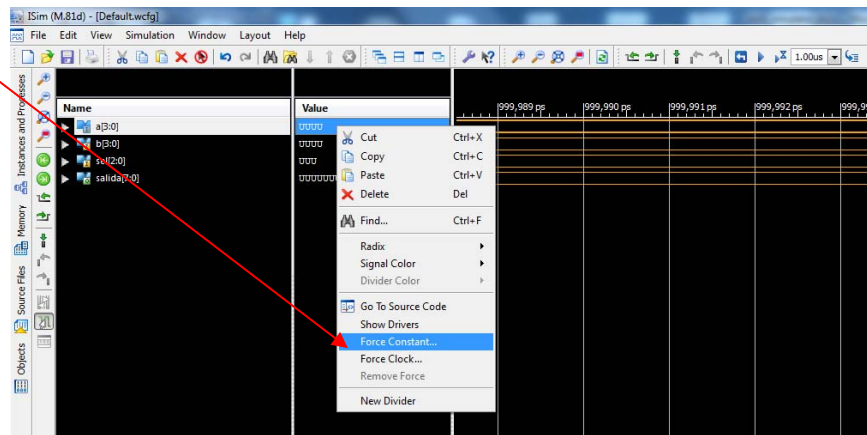 ISim (M.81d) - [Default.wcfg]
File Edit View Simulation Window Layout Help
1.00us
Instances and Processes
Memory
Source Files
Objects
Name
Value
999,989 ps
999,990 ps
999,991 ps
999,992 ps
a[3:0]
UUUU
b[3:0]
UUUU
sel[2:0]
UUU
salida[7:0]
Cut Ctrl+X
Copy Ctrl+C
Paste Ctrl+V
Delete Del
Find... Ctrl+F
Radix
Signal Color
Divider Color
Go To Source Code
Show Drivers
Force Constant...
Force Clock...
Remove Force
New Divider